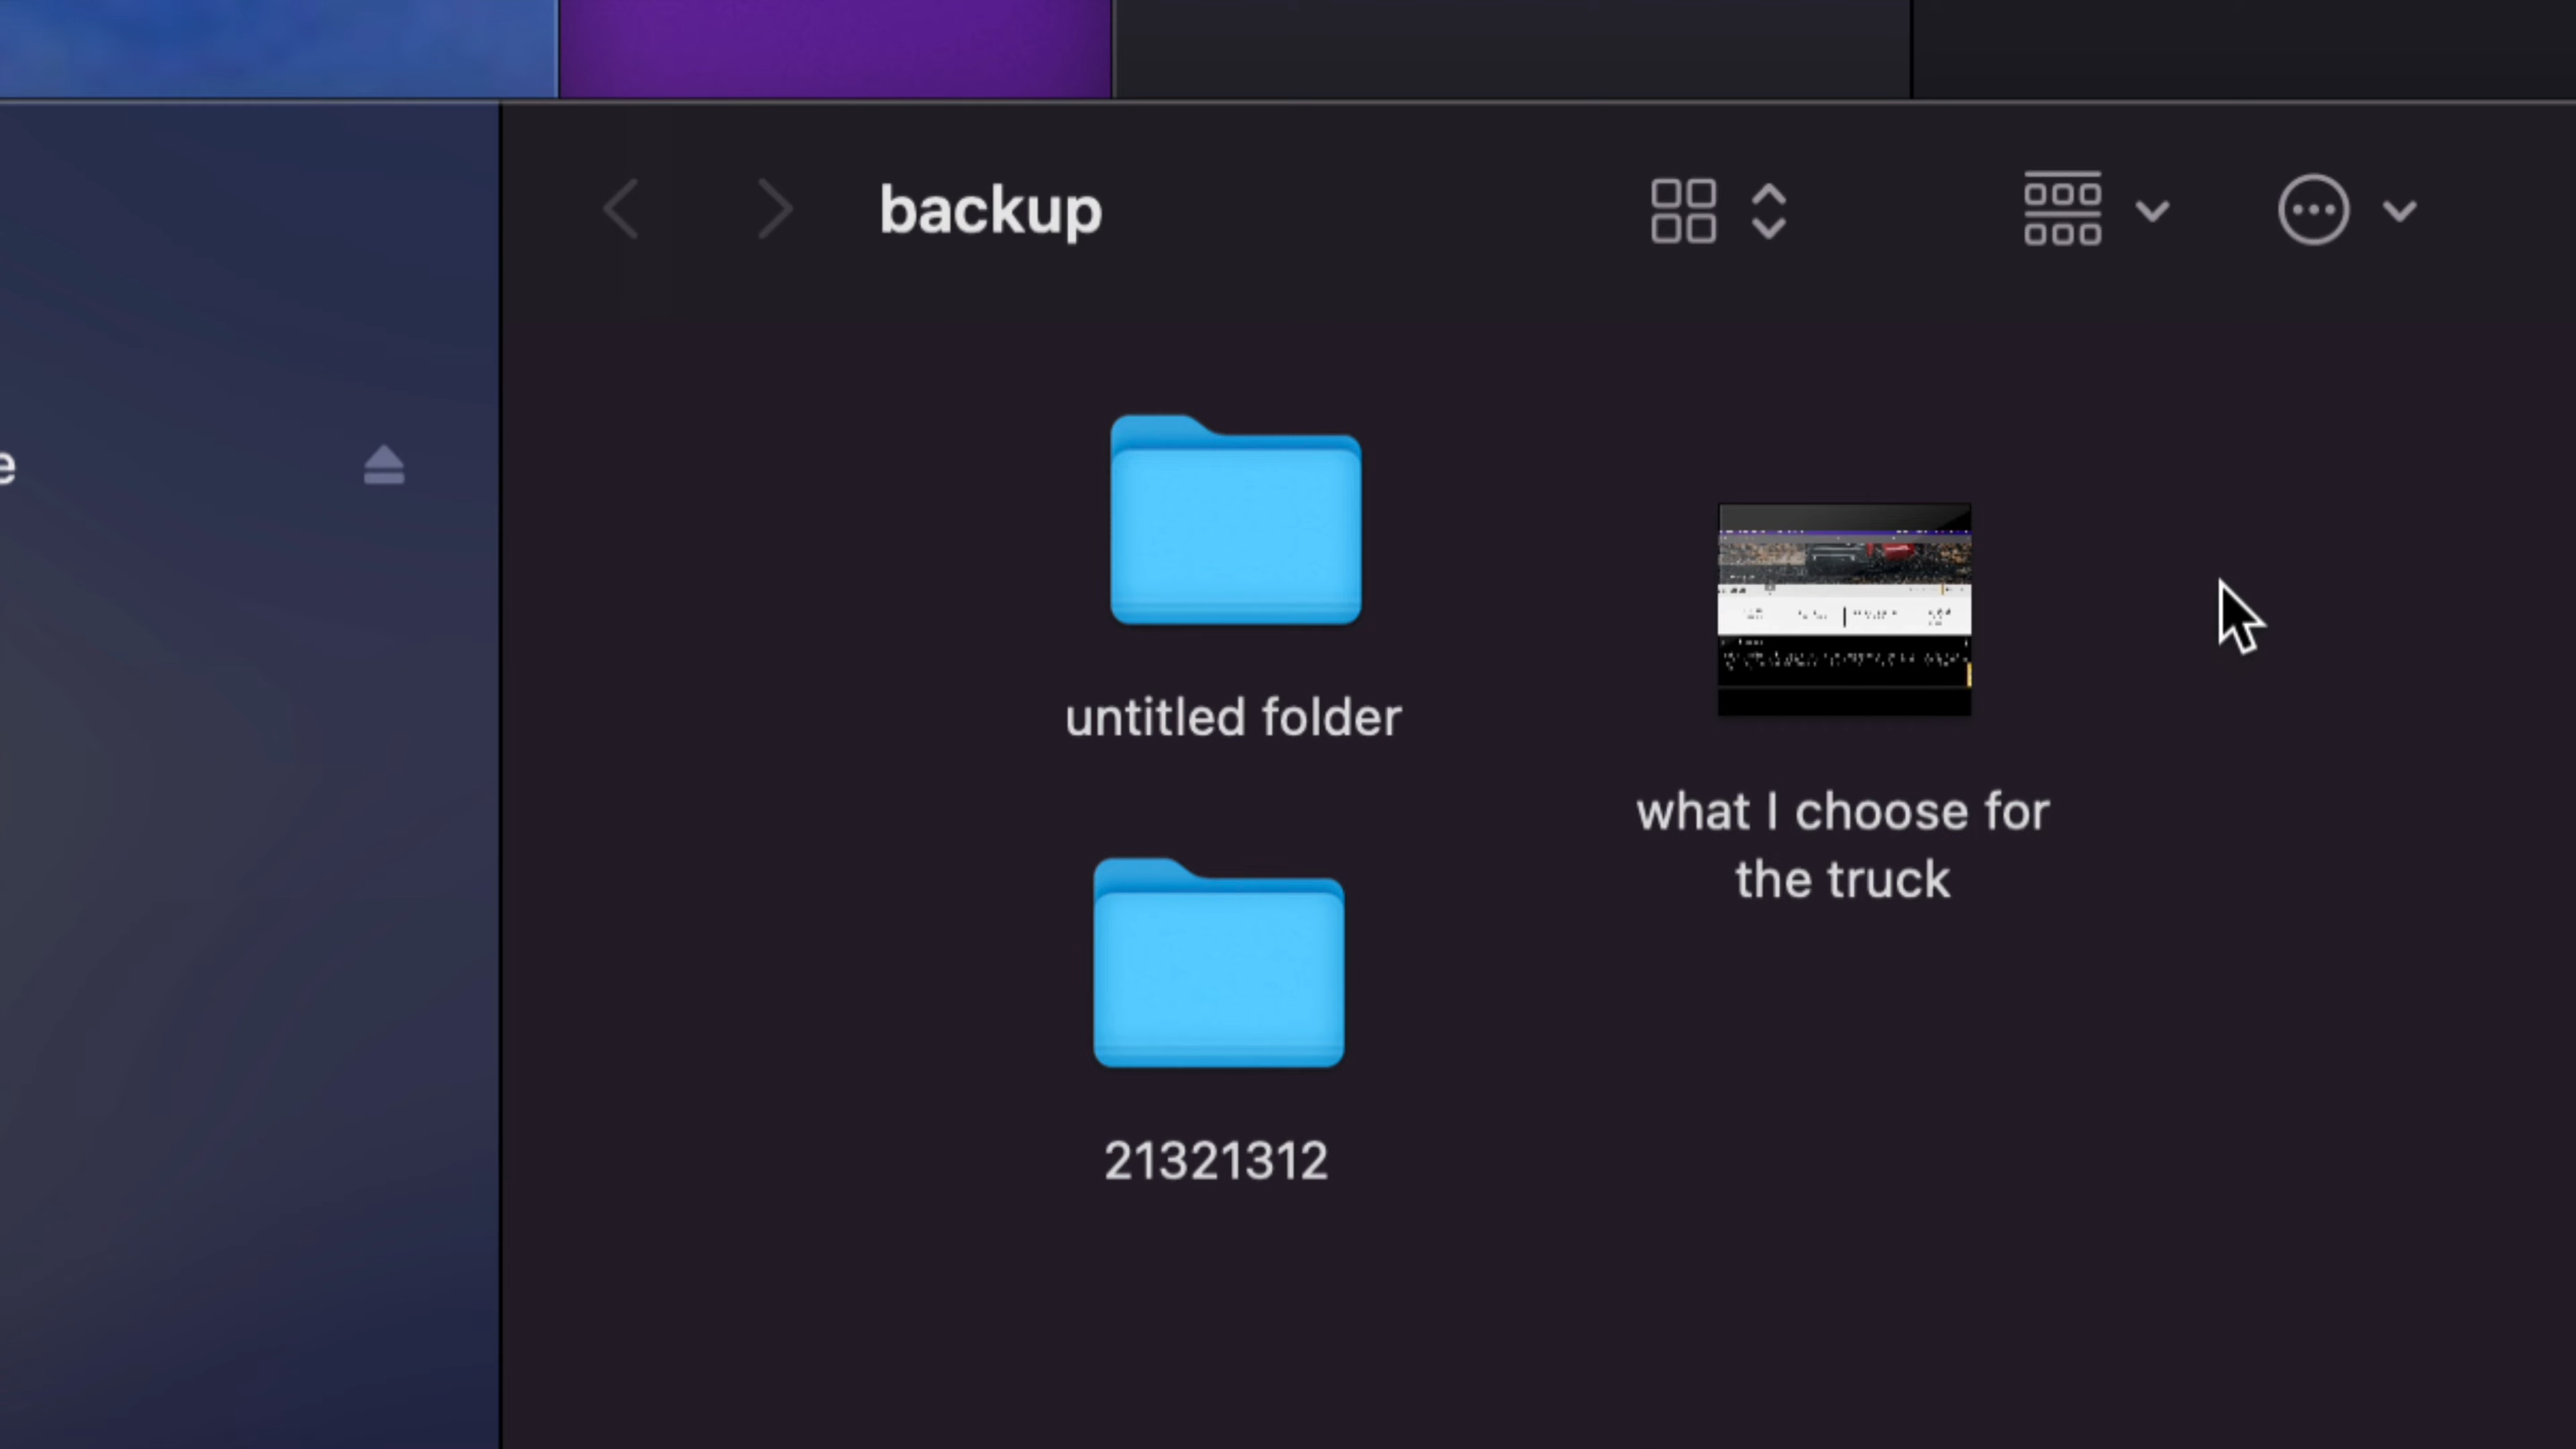 backup
e
untitled folder
what I choose for
the truck
21321312